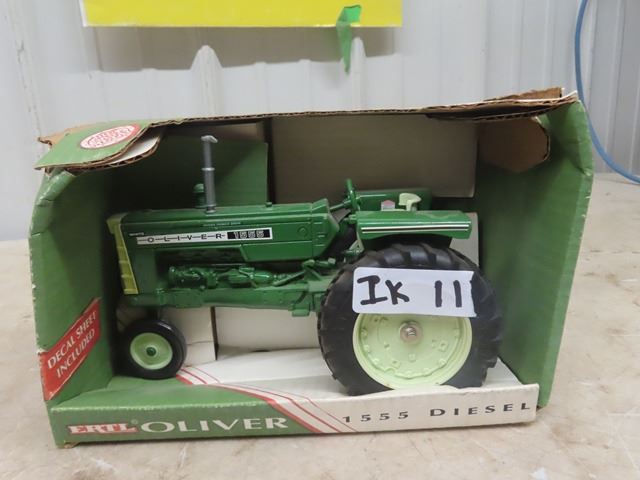 OLIVER 1555
IK 11
DECAL SHEET
INCLUDED
ERTL OLIVER 1555 DIESEL